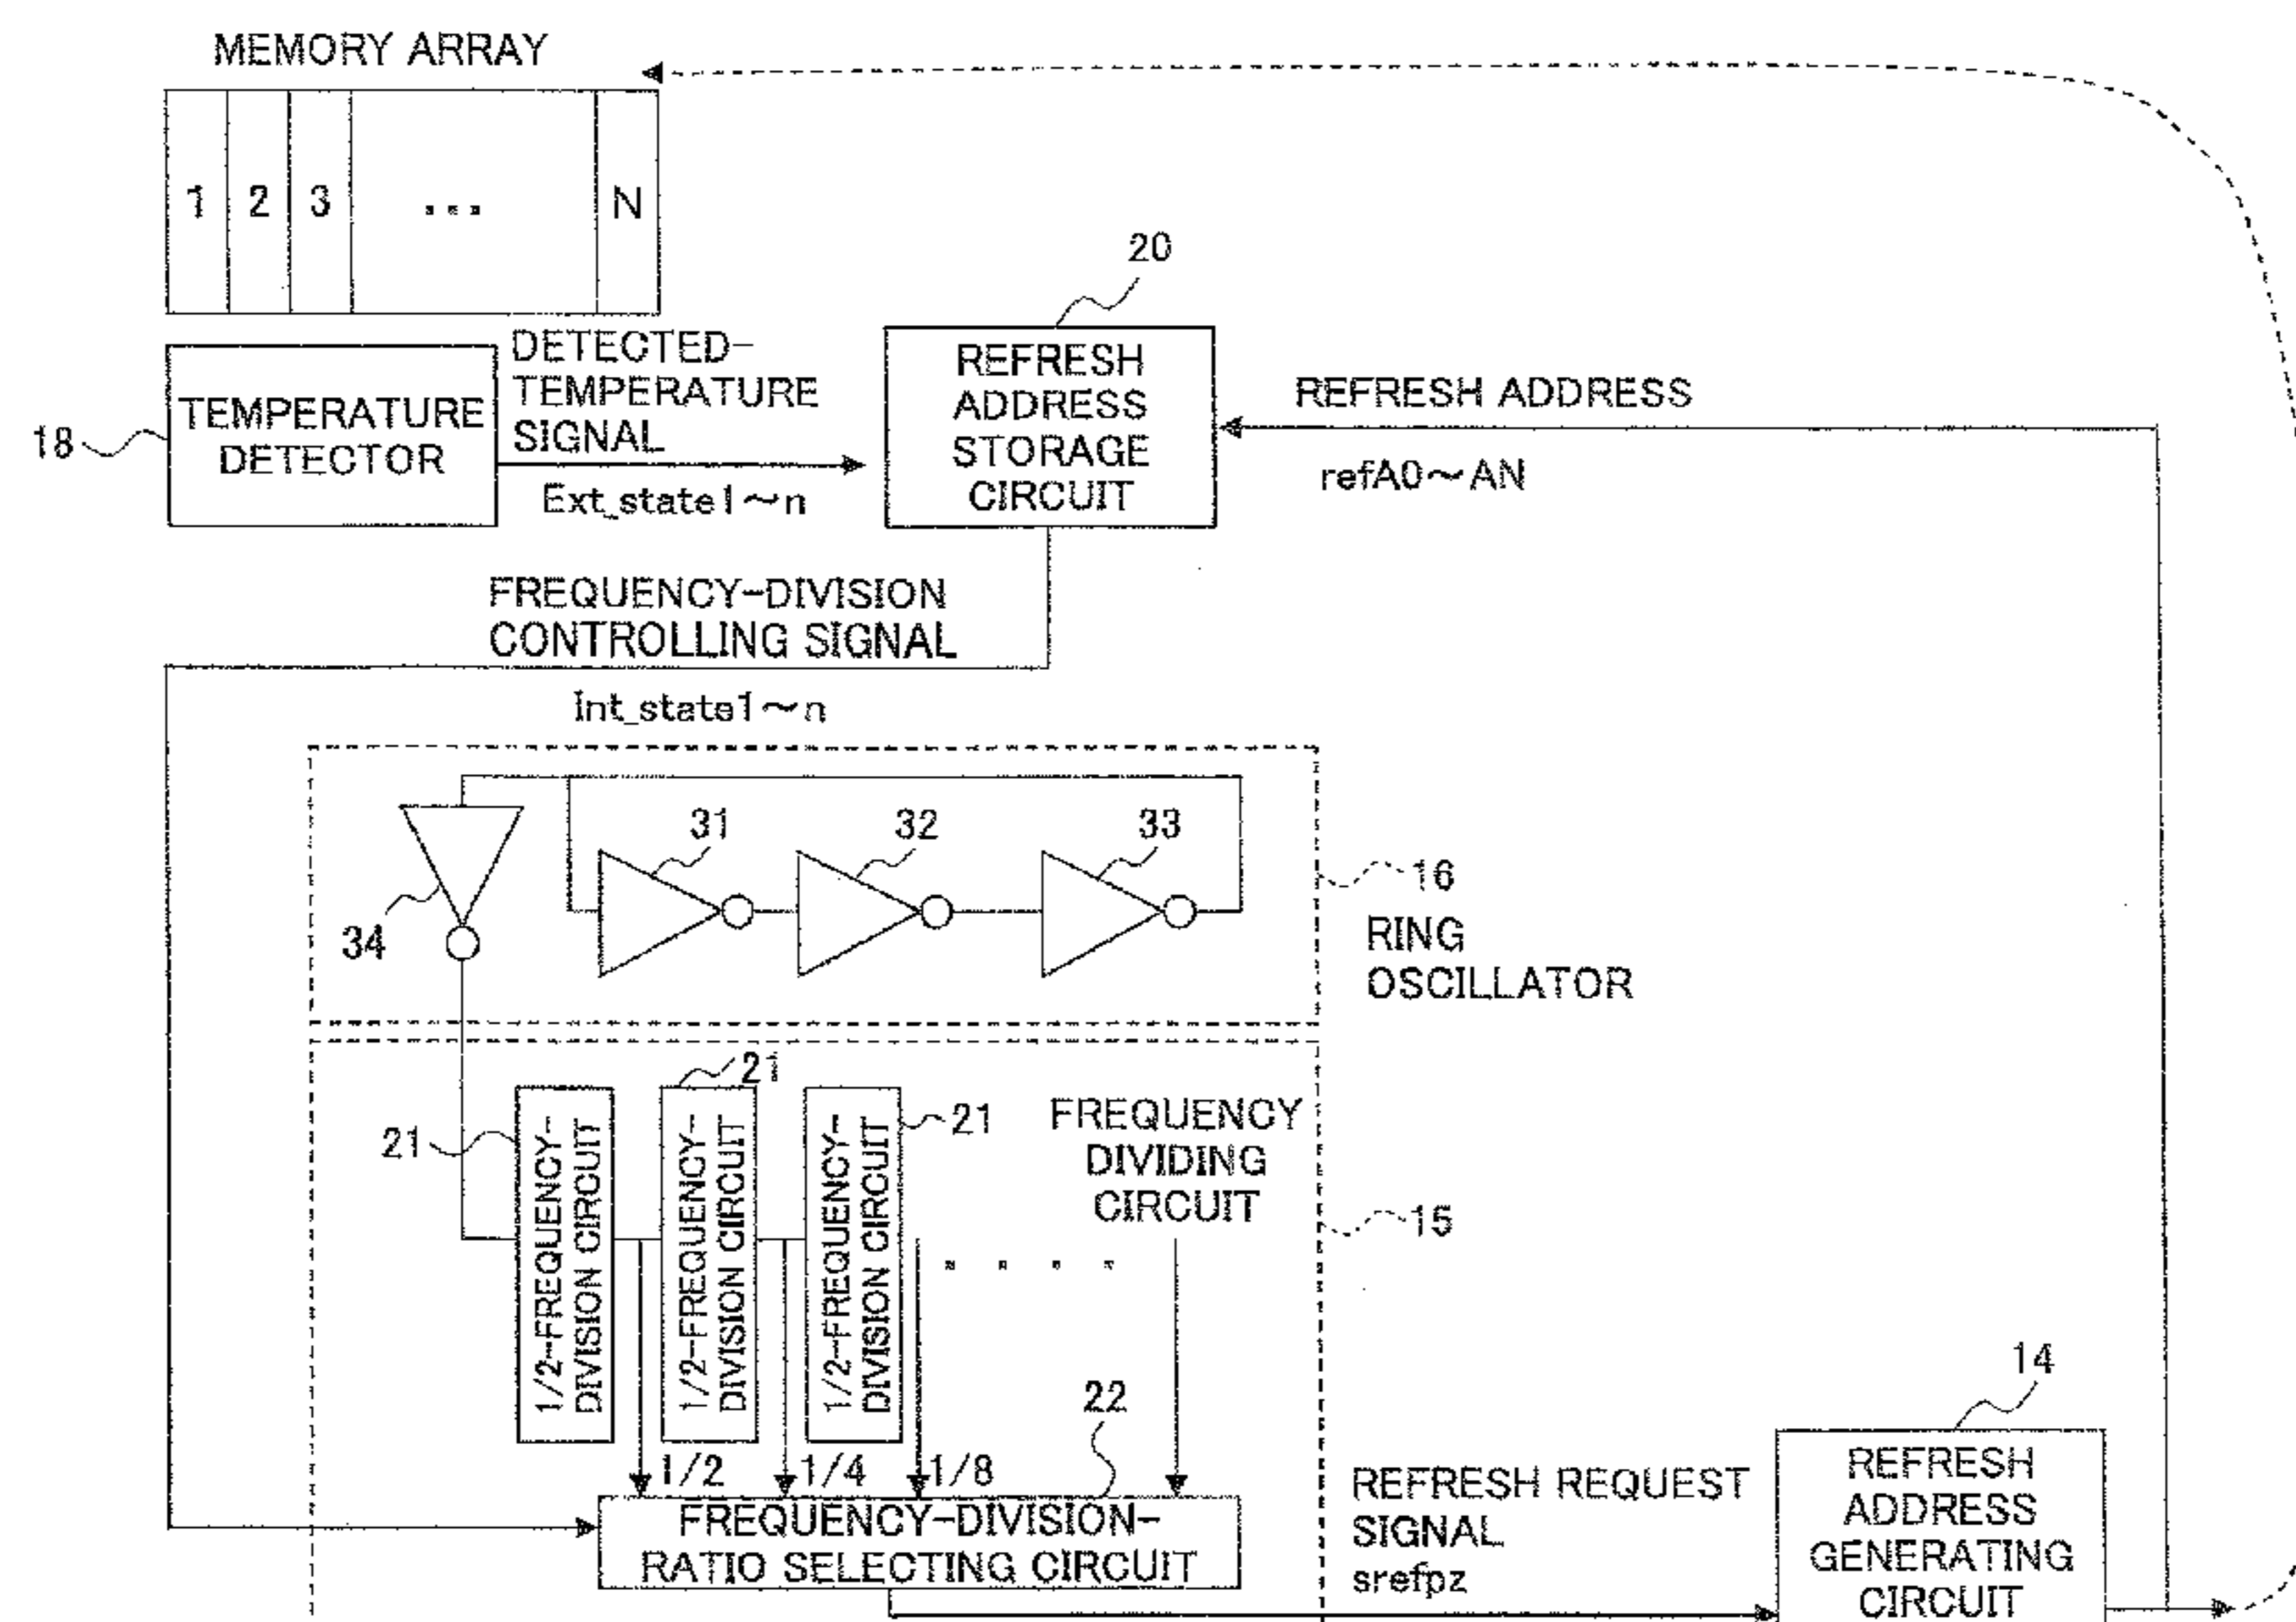 MEMORY ARRAY
1 2 3 ... N
20
DETECTED-
TEMPERATURE
SIGNAL
Ext_state1~n
18
TEMPERATURE
DETECTOR
REFRESH
ADDRESS
STORAGE
CIRCUIT
REFRESH ADDRESS
refA0~AN
FREQUENCY-DIVISION
CONTROLLING SIGNAL
Int_state1~n
31
32
33
34
16
RING
OSCILLATOR
21
21
21
1/2-FREQUENCY-
DIVISION CIRCUIT
1/2-FREQUENCY-
DIVISION CIRCUIT
1/2-FREQUENCY-
DIVISION CIRCUIT
FREQUENCY
DIVIDING
CIRCUIT
. . . .
15
1/2
1/4
1/8
22
FREQUENCY-DIVISION-
RATIO SELECTING CIRCUIT
REFRESH REQUEST
SIGNAL
srefpz
14
REFRESH
ADDRESS
GENERATING
CIRCUIT